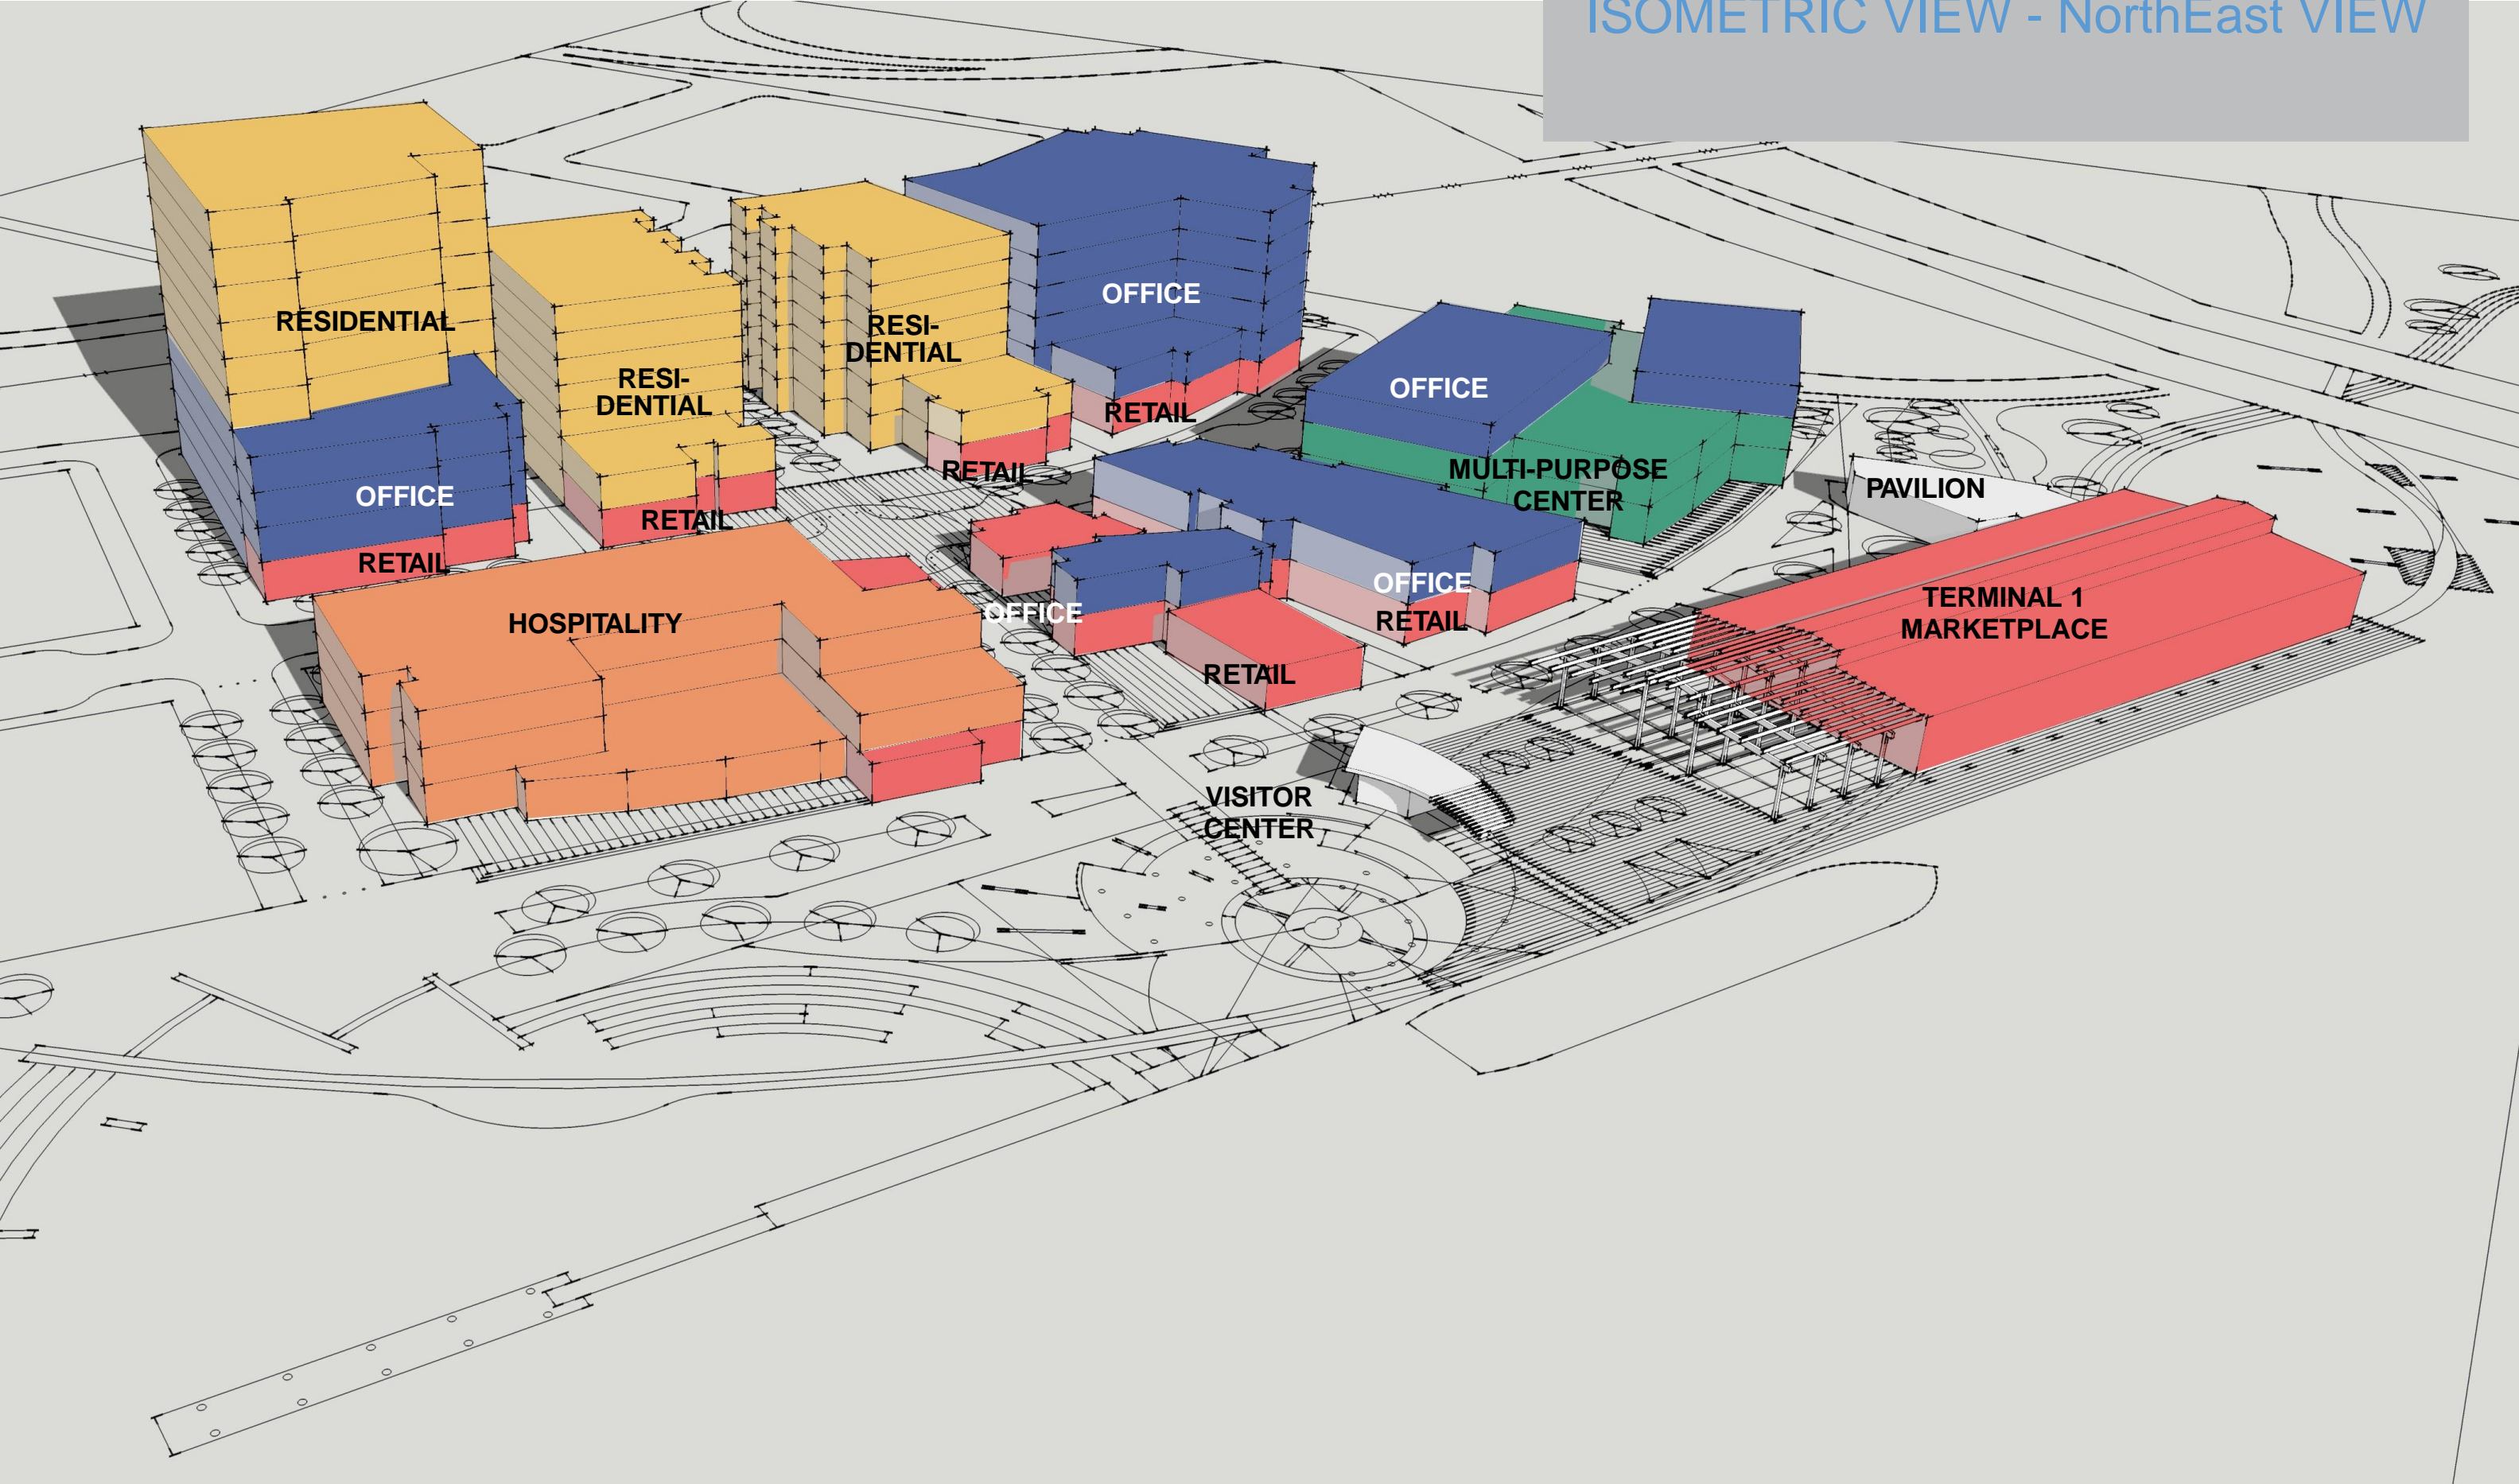 ISOMETRIC VIEW - NorthEast VIEW
OFFICE
RESIDENTIAL
RESI-
DENTIAL
RESI-
DENTIAL
OFFICE
RETAIL
MULTI-PURPOSE
CENTER
RETAIL
PAVILION
OFFICE
RETAIL
RETAIL
OFFICE
RETAIL
TERMINAL 1
MARKETPLACE
HOSPITALITY
OFFICE
RETAIL
VISITOR
CENTER